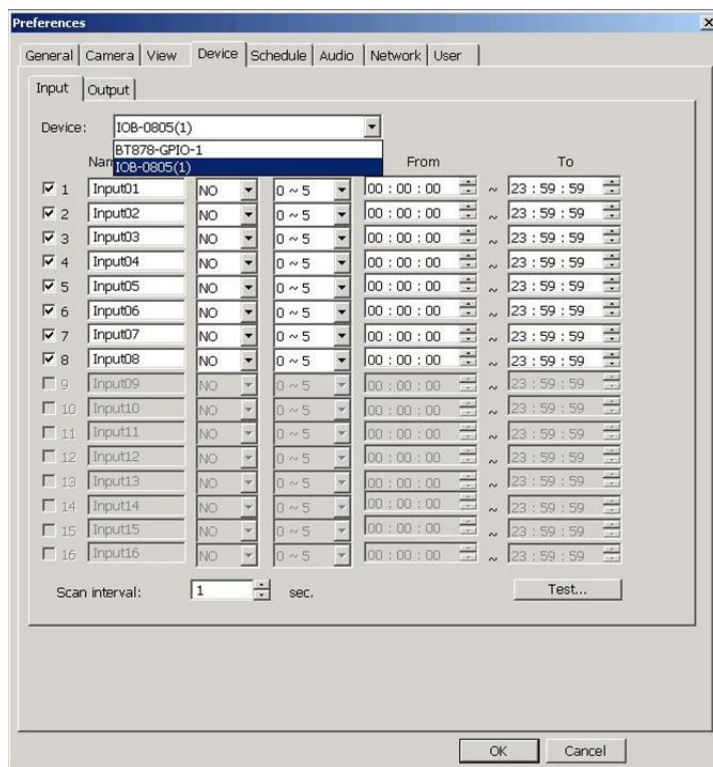 Preferences
General Camera View Device Schedule Audio Network User
Input Output
Device: IOB-0805(1)
BT878-GPIO-1
IOB-0805(1)
Nam From To
1 Input01 NO 0 ~ 5 00 : 00 : 00 ~ 23 : 59 : 59
2 Input02 NO 0 ~ 5 00 : 00 : 00 ~ 23 : 59 : 59
3 Input03 NO 0 ~ 5 00 : 00 : 00 ~ 23 : 59 : 59
4 Input04 NO 0 ~ 5 00 : 00 : 00 ~ 23 : 59 : 59
5 Input05 NO 0 ~ 5 00 : 00 : 00 ~ 23 : 59 : 59
6 Input06 NO 0 ~ 5 00 : 00 : 00 ~ 23 : 59 : 59
7 Input07 NO 0 ~ 5 00 : 00 : 00 ~ 23 : 59 : 59
8 Input08 NO 0 ~ 5 00 : 00 : 00 ~ 23 : 59 : 59
9 Input09 NO 0 ~ 5 00 : 00 : 00 ~ 23 : 59 : 59
10 Input10 NO 0 ~ 5 00 : 00 : 00 ~ 23 : 59 : 59
11 Input11 NO 0 ~ 5 00 : 00 : 00 ~ 23 : 59 : 59
12 Input12 NO 0 ~ 5 00 : 00 : 00 ~ 23 : 59 : 59
13 Input13 NO 0 ~ 5 00 : 00 : 00 ~ 23 : 59 : 59
14 Input14 NO 0 ~ 5 00 : 00 : 00 ~ 23 : 59 : 59
15 Input15 NO 0 ~ 5 00 : 00 : 00 ~ 23 : 59 : 59
16 Input16 NO 0 ~ 5 00 : 00 : 00 ~ 23 : 59 : 59
Scan interval: 1 sec. Test...
OK Cancel